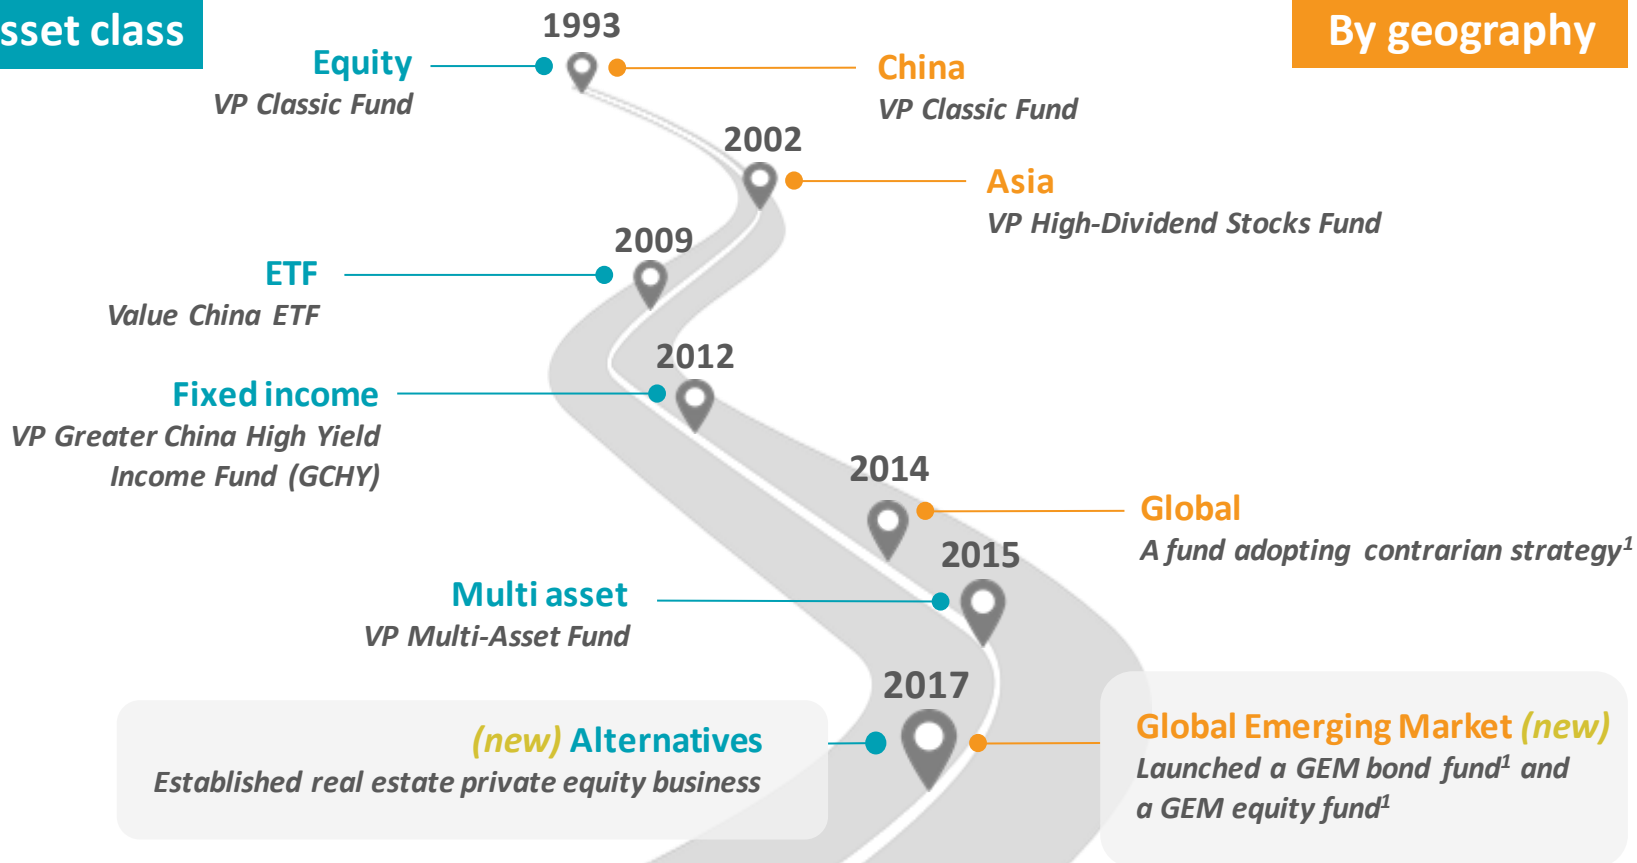 sset class
By geography
1993
Equity
VP Classic Fund
China
VP Classic Fund
2002
Asia
VP High-Dividend Stocks Fund
2009
ETF
Value China ETF
2012
Fixed income
VP Greater China High Yield
Income Fund (GCHY)
2014
Global
A fund adopting contrarian strategy¹
2015
Multi asset
VP Multi-Asset Fund
2017
(new) Alternatives
Established real estate private equity business
Global Emerging Market (new)
Launched a GEM bond fund¹ and
a GEM equity fund¹